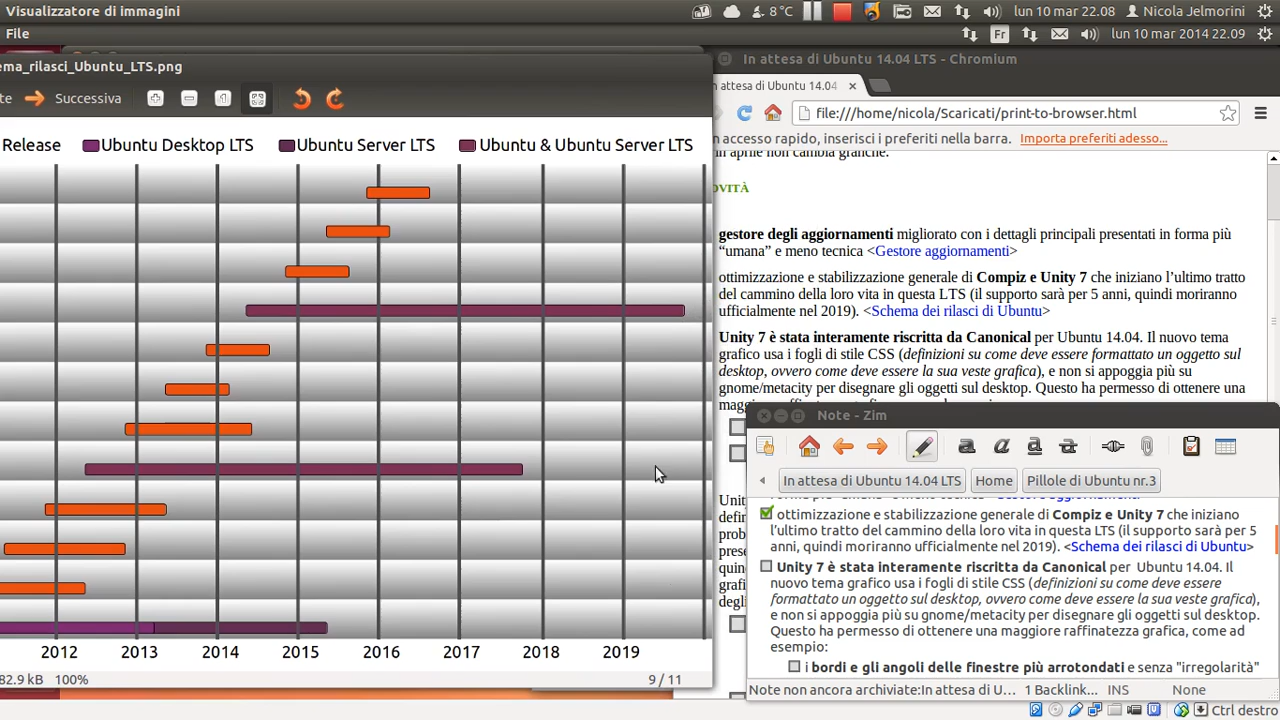 Visualizzatore di immagini
8 °C
lun 10 mar 22.08
Nicola Jelmorini
File
Fr
lun 10 mar 2014 22.09
ema_rilasci_Ubuntu_LTS.png
te
Successiva
Release
Ubuntu Desktop LTS
Ubuntu Server LTS
Ubuntu & Ubuntu Server LTS
2012
2013
2014
2015
2016
2017
2018
2019
82.9 kB
100%
9 / 11
In attesa di Ubuntu 14.04 LTS - Chromium
n attesa di Ubuntu 14.04
file:///home/nicola/Scaricati/print-to-browser.html
n accesso rapido, inserisci i preferiti nella barra.
Importa preferiti adesso...
in aprile non cambia granché.
OVITÀ
gestore degli aggiornamenti migliorato con i dettagli principali presentati in forma più
“umana” e meno tecnica <Gestore aggiornamenti>
ottimizzazione e stabilizzazione generale di Compiz e Unity 7 che iniziano l’ultimo tratto
del cammino della loro vita in questa LTS (il supporto sarà per 5 anni, quindi moriranno
ufficialmente nel 2019). <Schema dei rilasci di Ubuntu>
Unity 7 è stata interamente riscritta da Canonical per Ubuntu 14.04. Il nuovo tema
grafico usa i fogli di stile CSS (definizioni su come deve essere formattato un oggetto sul
desktop, ovvero come deve essere la sua veste grafica), e non si appoggia più su
gnome/metacity per disegnare gli oggetti sul desktop. Questo ha permesso di ottenere una
Unit
defin
prob
pres
quin
grafi
degl
Note - Zim
In attesa di Ubuntu 14.04 LTS
Home
Pillole di Ubuntu nr.3
ottimizzazione e stabilizzazione generale di Compiz e Unity 7 che iniziano
l’ultimo tratto del cammino della loro vita in questa LTS (il supporto sarà per 5
anni, quindi moriranno ufficialmente nel 2019). <Schema dei rilasci di Ubuntu>
Unity 7 è stata interamente riscritta da Canonical per Ubuntu 14.04. Il
nuovo tema grafico usa i fogli di stile CSS (definizioni su come deve essere
formattato un oggetto sul desktop, ovvero come deve essere la sua veste grafica),
e non si appoggia più su gnome/metacity per disegnare gli oggetti sul desktop.
Questo ha permesso di ottenere una maggiore raffinatezza grafica, come ad
esempio:
i bordi e gli angoli delle finestre più arrotondati e senza "irregolarità"
Note non ancora archiviate:In attesa di U...
1 Backlink...
INS
None
Ctrl destro